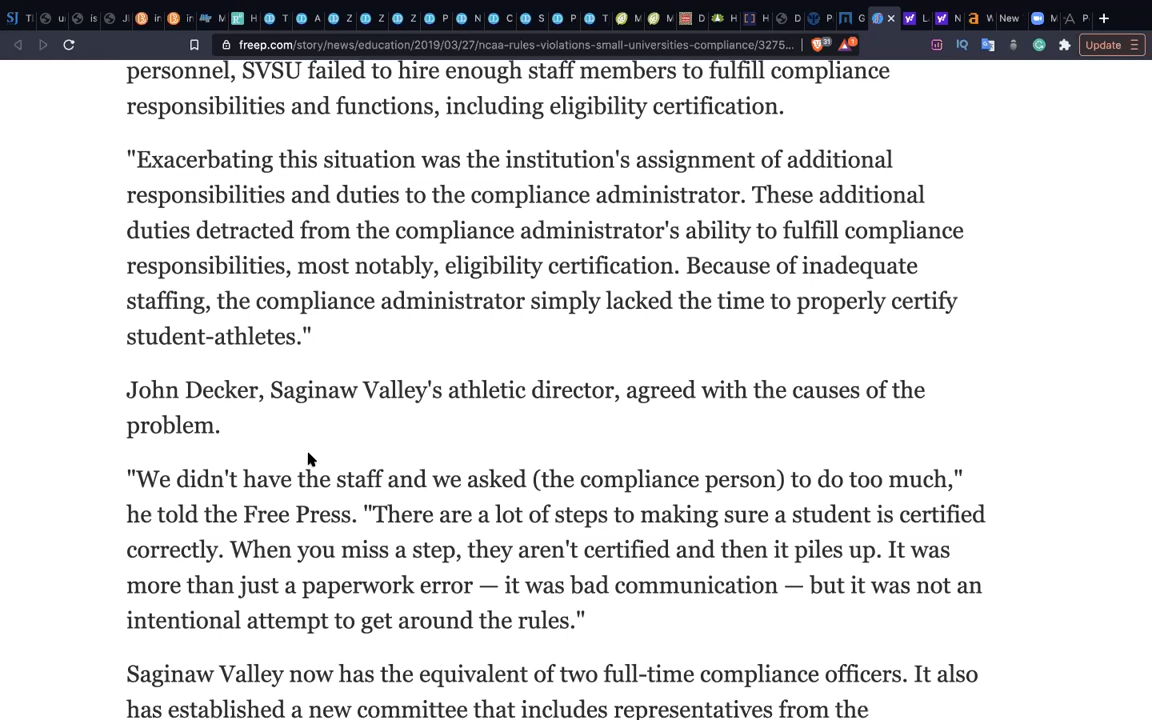 SJ T u is J in in M H T A Z Z Z P N C S P T M M D H H D P G L N W New M P
freep.com/story/news/education/2019/03/27/ncaa-rules-violations-small-universities-compliance/3275... 31 1 IQ Update
personnel, SVSU failed to hire enough staff members to fulfill compliance
responsibilities and functions, including eligibility certification.
"Exacerbating this situation was the institution's assignment of additional
responsibilities and duties to the compliance administrator. These additional
duties detracted from the compliance administrator's ability to fulfill compliance
responsibilities, most notably, eligibility certification. Because of inadequate
staffing, the compliance administrator simply lacked the time to properly certify
student-athletes."
John Decker, Saginaw Valley's athletic director, agreed with the causes of the
problem.
"We didn't have the staff and we asked (the compliance person) to do too much,"
he told the Free Press. "There are a lot of steps to making sure a student is certified
correctly. When you miss a step, they aren't certified and then it piles up. It was
more than just a paperwork error — it was bad communication — but it was not an
intentional attempt to get around the rules."
Saginaw Valley now has the equivalent of two full-time compliance officers. It also
has established a new committee that includes representatives from the